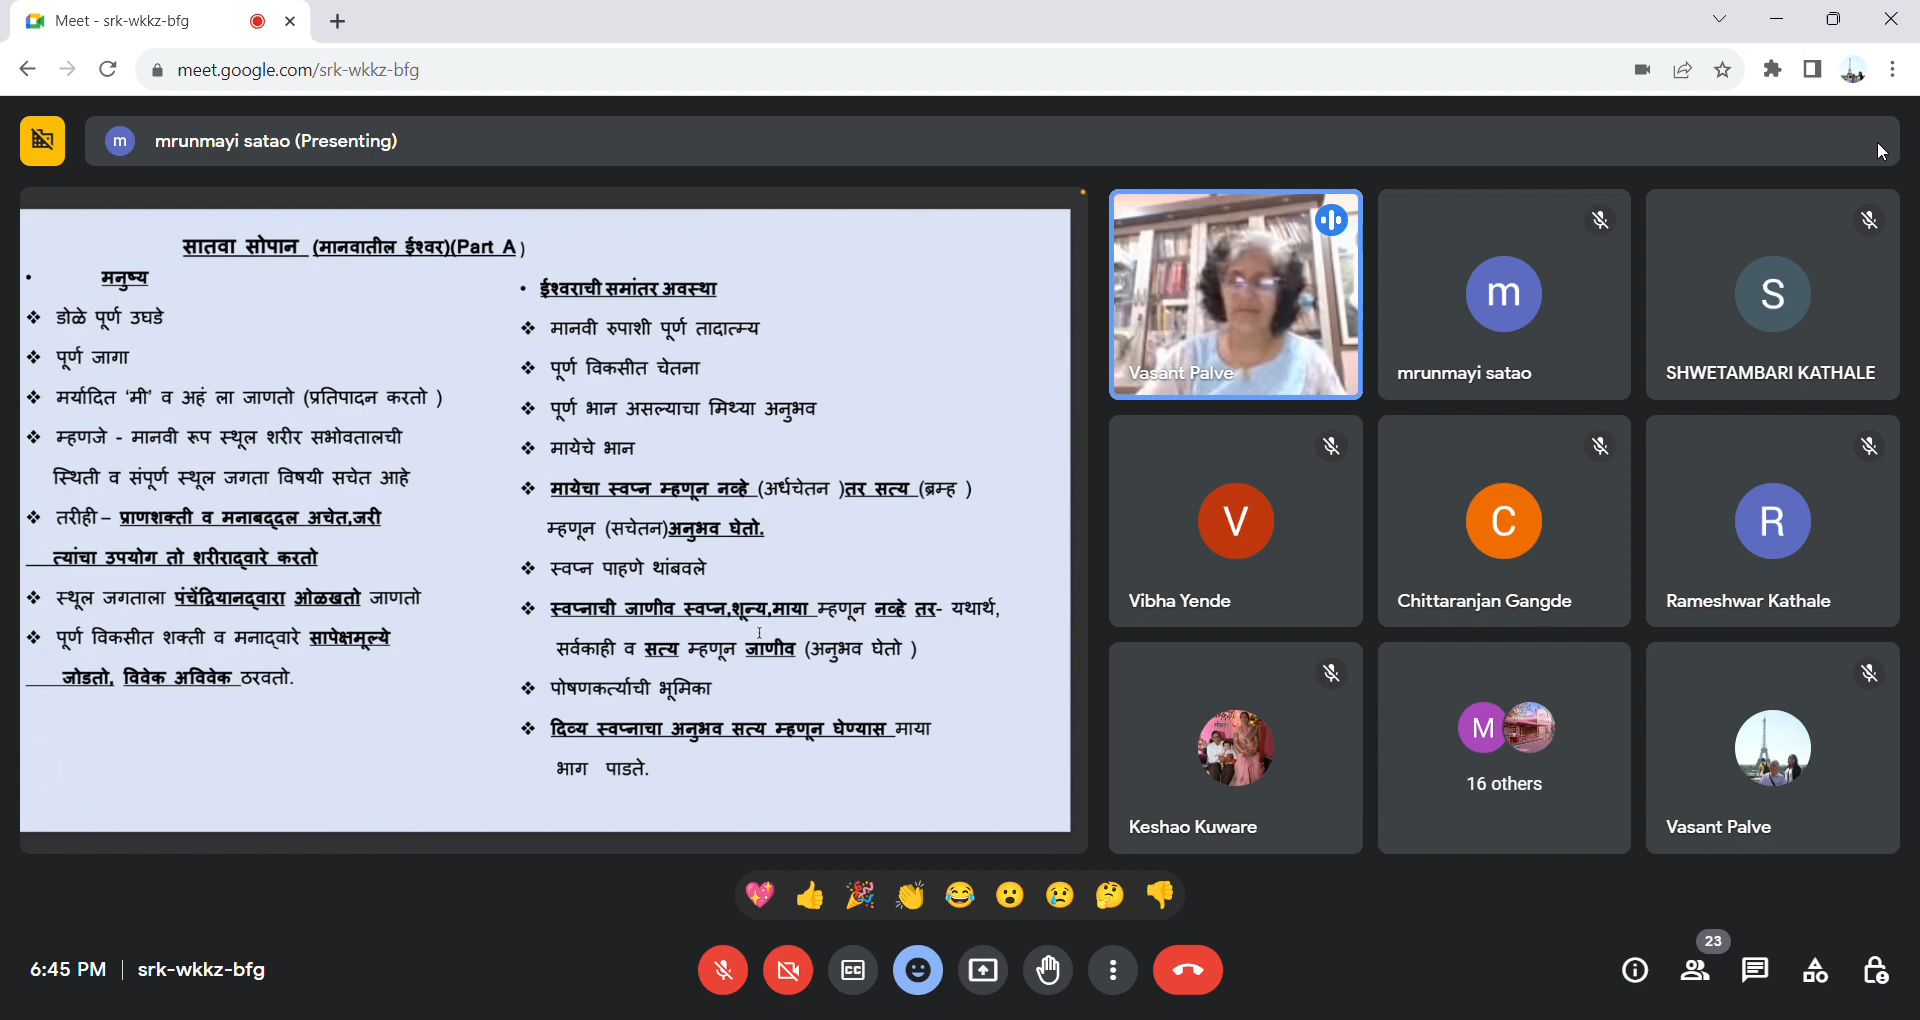 Meet - srk-wkkz-bfg
meet.google.com/srk-wkkz-bfg
m
mrunmayi satao (Presenting)
सातवा सोपान (मानवातील ईश्वर)(Part A)
• मनुष्य
❖ डोळे पूर्ण उघडे
❖ पूर्ण जागा
❖ मर्यादित ‘मी’ व अहं ला जाणतो (प्रतिपादन करतो )
❖ म्हणजे - मानवी रूप स्थूल शरीर सभोवतालची
स्थिती व संपूर्ण स्थूल जगता विषयी सचेत आहे
❖ तरीही– प्राणशक्ती व मनाबद्दल अचेत,जरी
त्यांचा उपयोग तो शरीराद्वारे करतो
❖ स्थूल जगताला पंचेंद्रियानद्वारा ओळखतो जाणतो
❖ पूर्ण विकसीत शक्ती व मनाद्वारे सापेक्षमूल्ये
जोडतो, विवेक अविवेक ठरवतो.
• ईश्वराची समांतर अवस्था
❖ मानवी रुपाशी पूर्ण तादात्म्य
❖ पूर्ण विकसीत चेतना
❖ पूर्ण भान असल्याचा मिथ्या अनुभव
❖ मायेचे भान
❖ मायेचा स्वप्न म्हणून नव्हे (अर्धचेतन )तर सत्य (ब्रम्ह )
म्हणून (सचेतन)अनुभव घेतो.
❖ स्वप्न पाहणे थांबवले
❖ स्वप्नाची जाणीव स्वप्न,शून्य,माया म्हणून नव्हे तर- यथार्थ,
सर्वकाही व सत्य म्हणून जाणीव (अनुभव घेतो )
❖ पोषणकर्त्याची भूमिका
❖ दिव्य स्वप्नाचा अनुभव सत्य म्हणून घेण्यास माया
भाग पाडते.
Vasant Palve
m
mrunmayi satao
S
SHWETAMBARI KATHALE
V
Vibha Yende
C
Chittaranjan Gangde
R
Rameshwar Kathale
Keshao Kuware
M
16 others
Vasant Palve
6:45 PM | srk-wkkz-bfg
CC
23